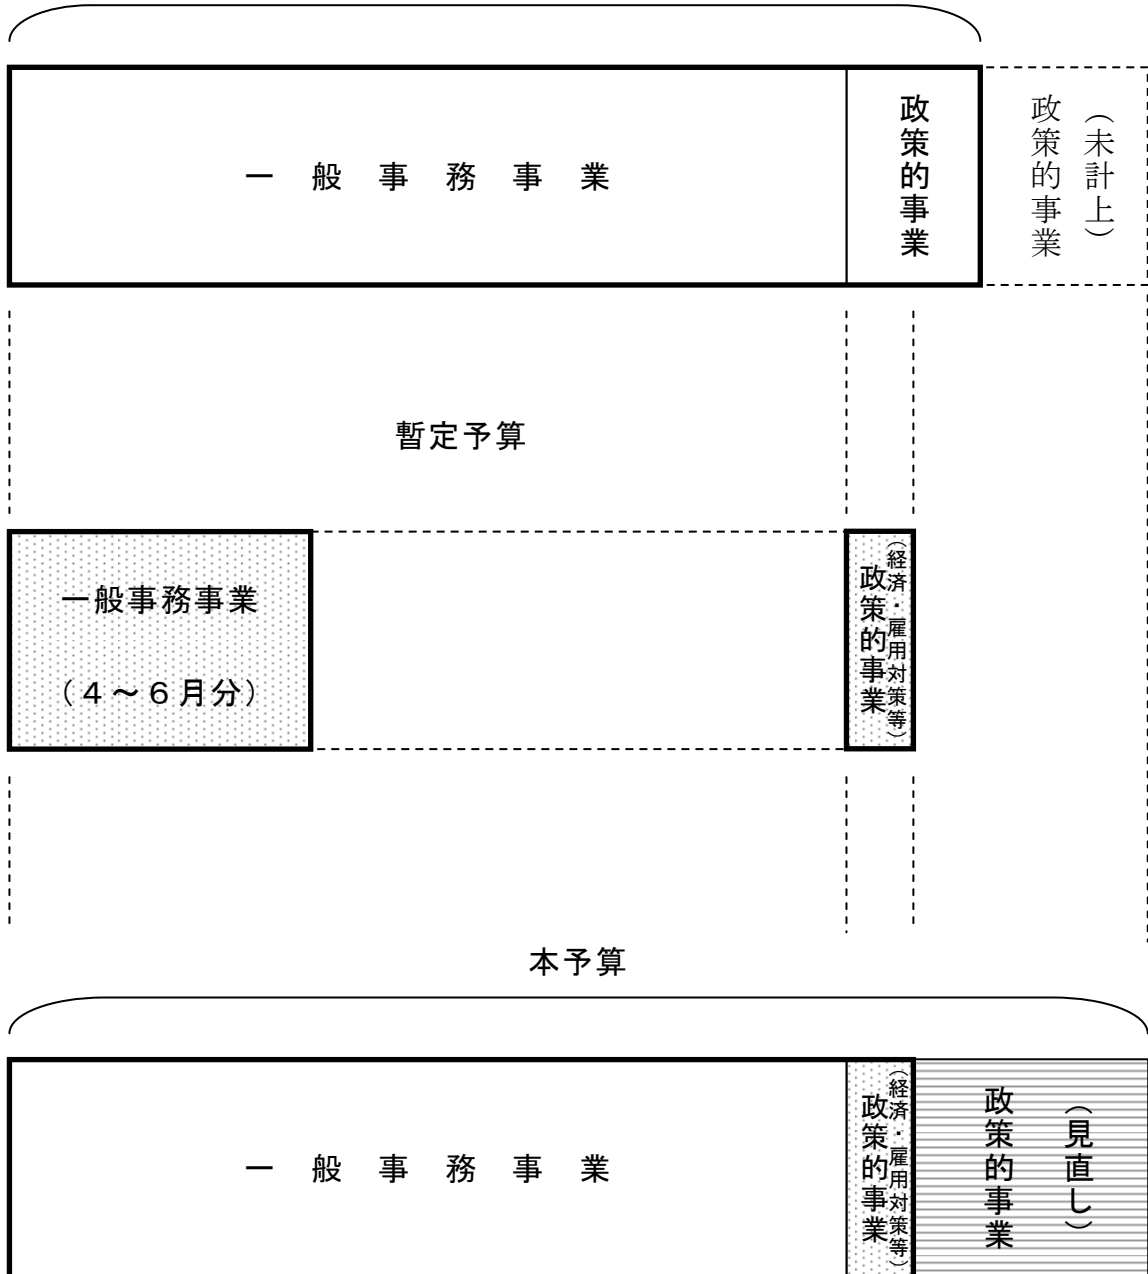 一般事務事業
政策的事業
（未計上）
政策的事業
暫定予算
一般事務事業
（４～６月分）
（経済・雇用対策等）
政策的事業
本予算
一般事務事業
（経済・雇用対策等）
政策的事業
（見直し）
政策的事業